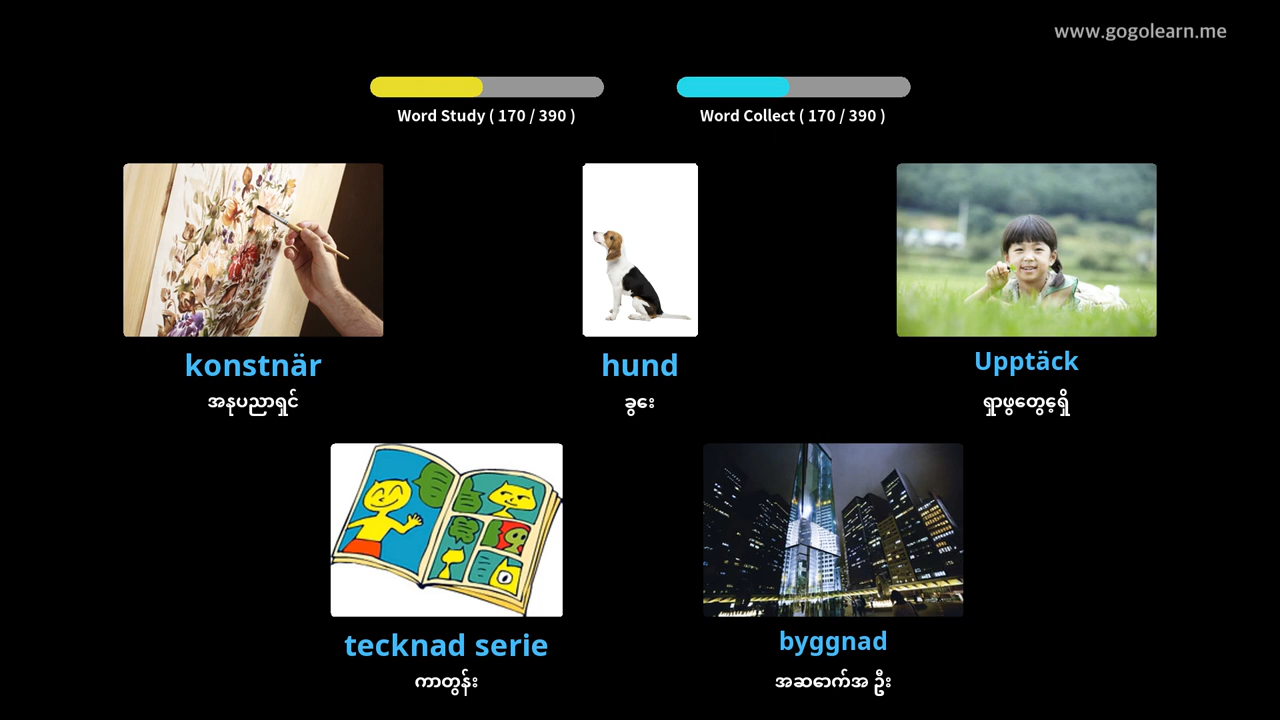 www.gogolearn.me
Word Study ( 170 / 390 )
Word Collect ( 170 / 390 )
konstnär
hund
Upptäck
အနုပညာရှင်
ခွေး
ရှာဖွေတွေ့ရှိ
tecknad serie
byggnad
ကာတွန်း
အဆောက်အ ဦး